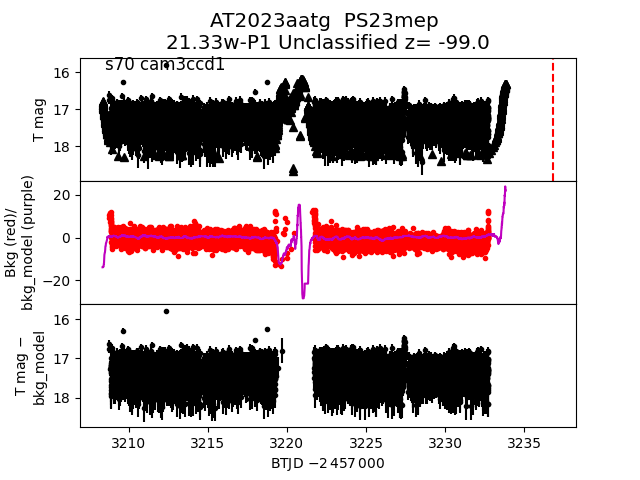 AT2023aatg  PS23mep
21.33w-P1 Unclassified z= -99.0
s70 cam3ccd1
16
17
18
T mag
20
0
−20
Bkg (red)/
bkg_model (purple)
16
17
18
T mag −
bkg_model
3210 3215 3220 3225 3230 3235
BTJD −2 457 000